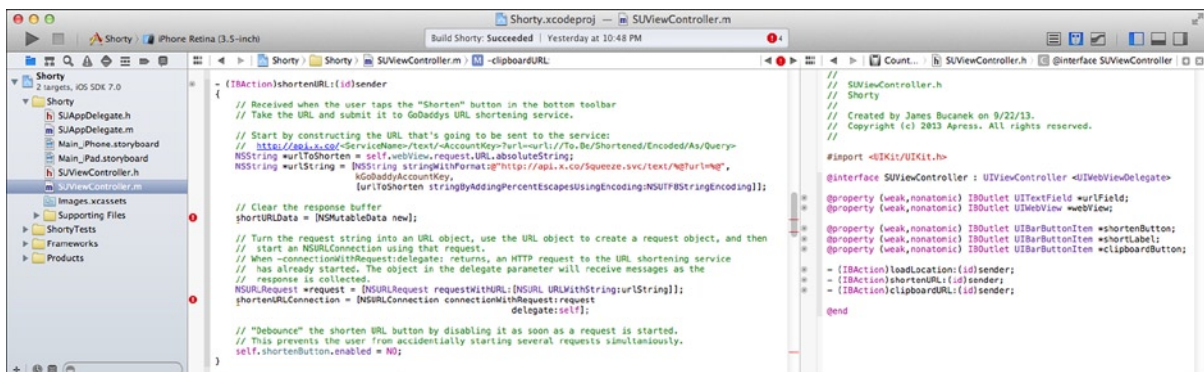 Shorty.xcodeproj — SUViewController.m
Shorty
iPhone Retina (3.5-inch)
Build Shorty: Succeeded | Yesterday at 10:48 PM
4
Shorty
2 targets, iOS SDK 7.0
Shorty
SUAppDelegate.h
SUAppDelegate.m
Main_iPhone.storyboard
Main_iPad.storyboard
SUViewController.h
SUViewController.m
Images.xcassets
Supporting Files
ShortyTests
Frameworks
Products
Shorty
Shorty
SUViewController.m
M
-clipboardURL:
- (IBAction)shortenURL:(id)sender
{
// Received when the user taps the "Shorten" button in the bottom toolbar
// Take the URL and submit it to GoDaddys URL shortening service.
// Start by constructing the URL that's going to be sent to the service:
// http://api.x.co/<ServiceName>/text/<AccountKey>?url=<url://To.Be/Shortened/Encoded/As/Query>
NSString *urlToShorten = self.webView.request.URL.absoluteString;
NSString *urlString = [NSString stringWithFormat:@"http://api.x.co/Squeeze.svc/text/%@?url=%@",
kGoDaddyAccountKey,
[urlToShorten stringByAddingPercentEscapesUsingEncoding:NSUTF8StringEncoding]];
// Clear the response buffer
shortURLData = [NSMutableData new];
// Turn the request string into an URL object, use the URL object to create a request object, and then
// start an NSURLConnection using that request.
// When -connectionWithRequest:delegate: returns, an HTTP request to the URL shortening service
// has already started. The object in the delegate parameter will receive messages as the
// response is collected.
NSURLRequest *request = [NSURLRequest requestWithURL:[NSURL URLWithString:urlString]];
shortenURLConnection = [NSURLConnection connectionWithRequest:request
delegate:self];
// "Debounce" the shorten URL button by disabling it as soon as a request is started.
// This prevents the user from accidentially starting several requests simultaniously.
self.shortenButton.enabled = NO;
}
Count...
SUViewController.h
@interface SUViewController
//
// SUViewController.h
// Shorty
//
// Created by Janes Bucanek on 9/22/13.
// Copyright (c) 2013 Apress. All rights reserved.
//
#import <UIKit/UIKit.h>
@interface SUViewController : UIViewController <UIWebViewDelegate>
@property (weak,nonatomic) IBOutlet UITextField *urlField;
@property (weak,nonatomic) IBOutlet UIWebView *webView;
@property (weak,nonatomic) IBOutlet UIBarButtonItem *shortenButton;
@property (weak,nonatomic) IBOutlet UIBarButtonItem *shortLabel;
@property (weak,nonatomic) IBOutlet UIBarButtonItem *clipboardButton;
- (IBAction)loadLocation:(id)sender;
- (IBAction)shortenURL:(id)sender;
- (IBAction)clipboardURL:(id)sender;
@end